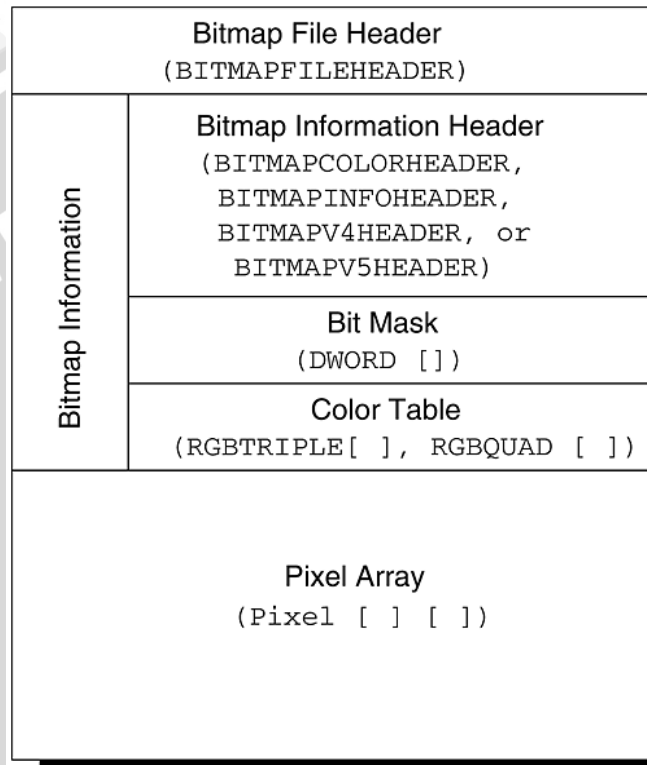 Bitmap File Header
(BITMAPFILEHEADER)
Bitmap Information
Bitmap Information Header
(BITMAPCOLORHEADER,
BITMAPINFOHEADER,
BITMAPV4HEADER, or
BITMAPV5HEADER)
Bit Mask
(DWORD [])
Color Table
(RGBTRIPLE[ ], RGBQUAD [ ])
Pixel Array
(Pixel [ ] [ ])